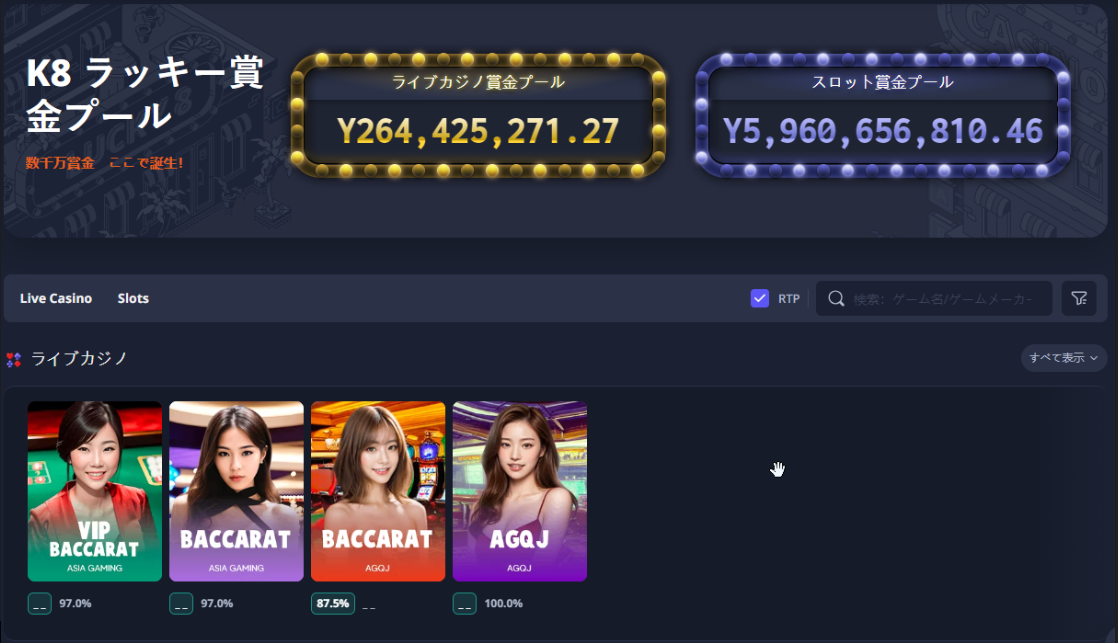 K8 ラッキー賞
金プール
数千万賞金 ここで誕生!
ライブカジノ賞金プール
Y264,425,271.27
スロット賞金プール
Y5,960,656,810.46
Live Casino
Slots
RTP
検索: ゲーム名/ゲームメーカ-
ライブカジノ
すべて表示
VIP
BACCARAT
ASIA GAMING
BACCARAT
ASIA GAMING
BACCARAT
AGQJ
AGQJ
AGQJ
_ _ 97.0%
_ _ 97.0%
87.5% _ _
_ _ 100.0%